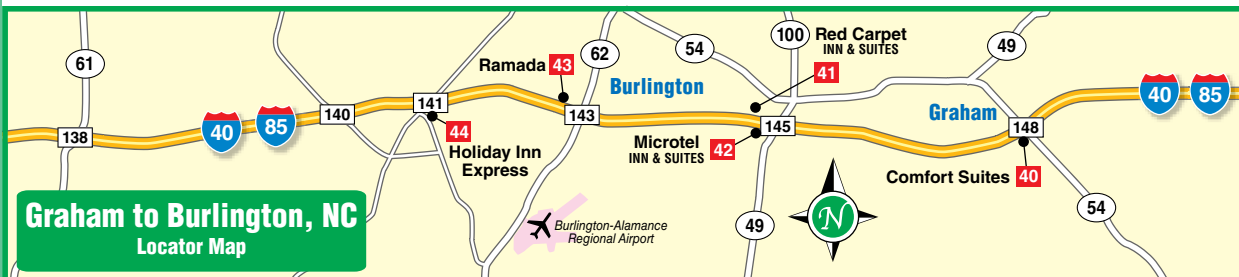 61
138
40
85
140
141
44
Holiday Inn
Express
Ramada 43
62
143
54
Burlington
100
Red Carpet
INN & SUITES
41
Microtel
INN & SUITES
42
145
49
49
Graham
148
Comfort Suites 40
40
85
54
N
Burlington-Alamance
Regional Airport
Graham to Burlington, NC
Locator Map